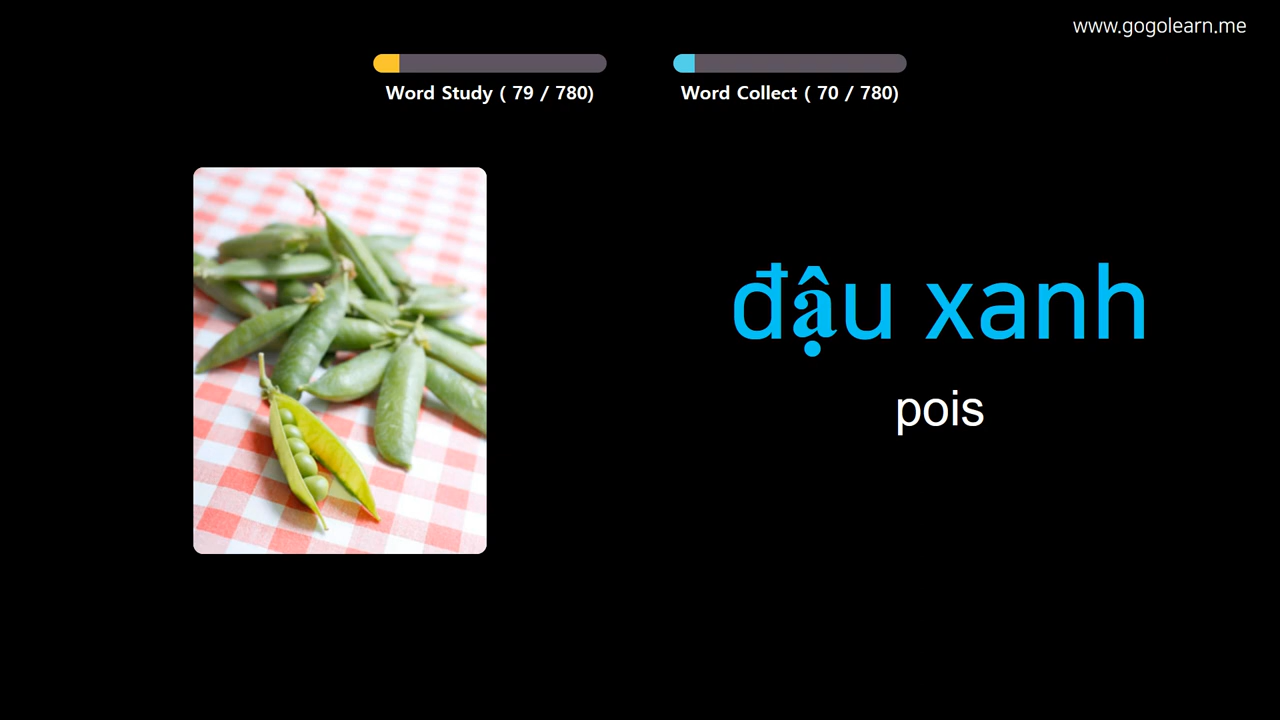 www.gogolearn.me
Word Study ( 79 / 780)
Word Collect ( 70 / 780)
đậu xanh
pois